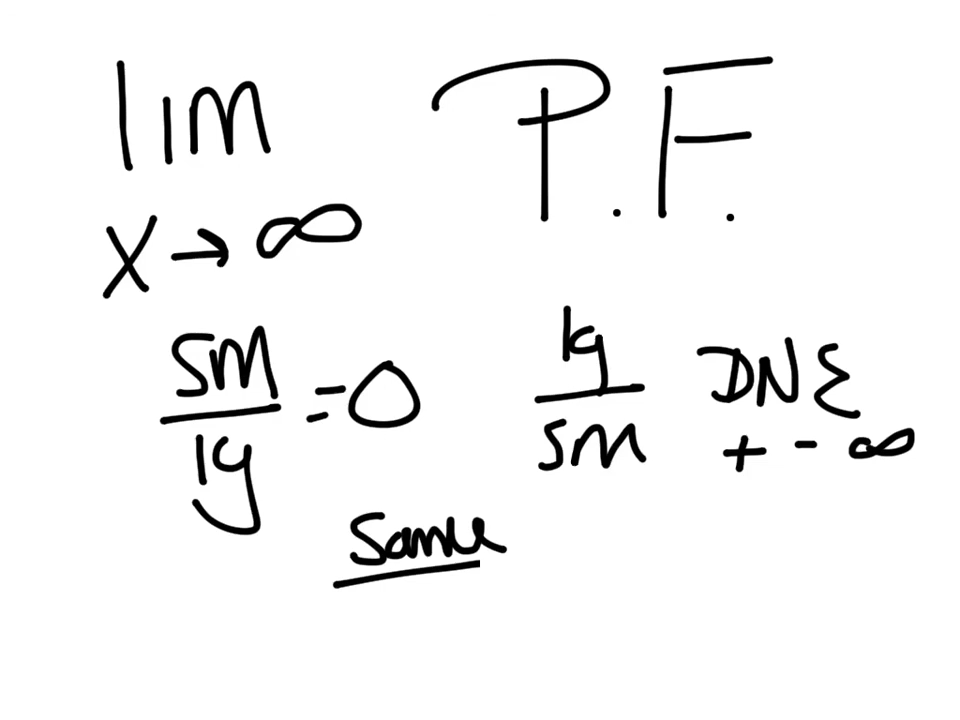 lim P.F.
x→∞
sm/lg =0 lg/sm DNE
+ - ∞
Same